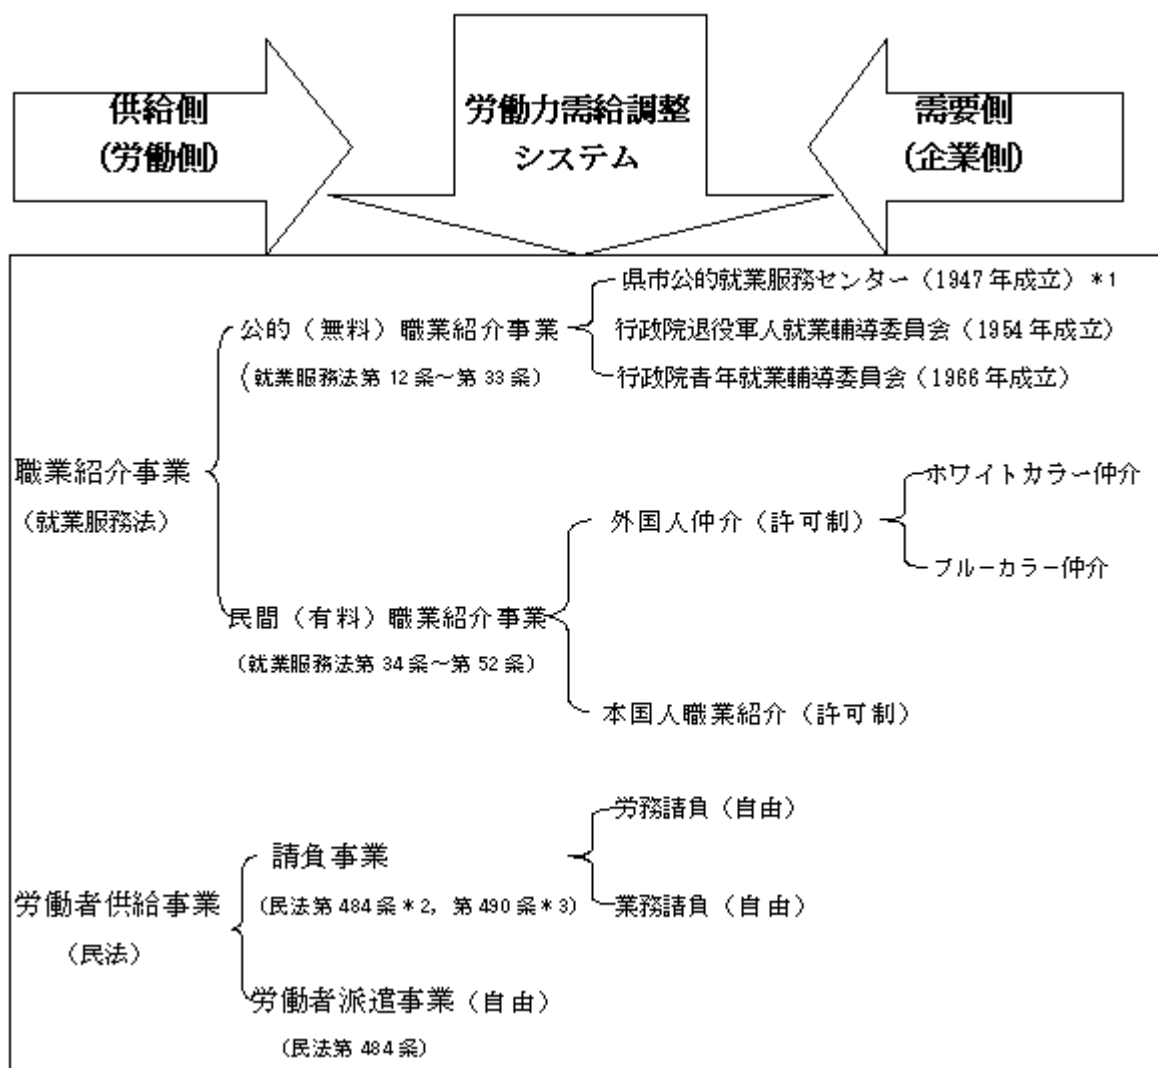 供給側
(労働側)
労働力需給調整
システム
需要側
(企業側)
県市公的就業服務センター（1947年成立）＊1
公的（無料）職業紹介事業
行政院退役軍人就業輔導委員会（1954年成立）
（就業服務法第12条～第33条）
行政院青年就業輔導委員会（1966年成立）
職業紹介事業
（就業服務法）
ホワイトカラー仲介
外国人仲介（許可制）
ブルーカラー仲介
民間（有料）職業紹介事業
（就業服務法第34条～第52条）
本国人職業紹介（許可制）
労務請負（自由）
請負事業
（民法第484条＊2，第490条＊3）
業務請負（自由）
労働者供給事業
（民法）
労働者派遣事業（自由）
（民法第484条）